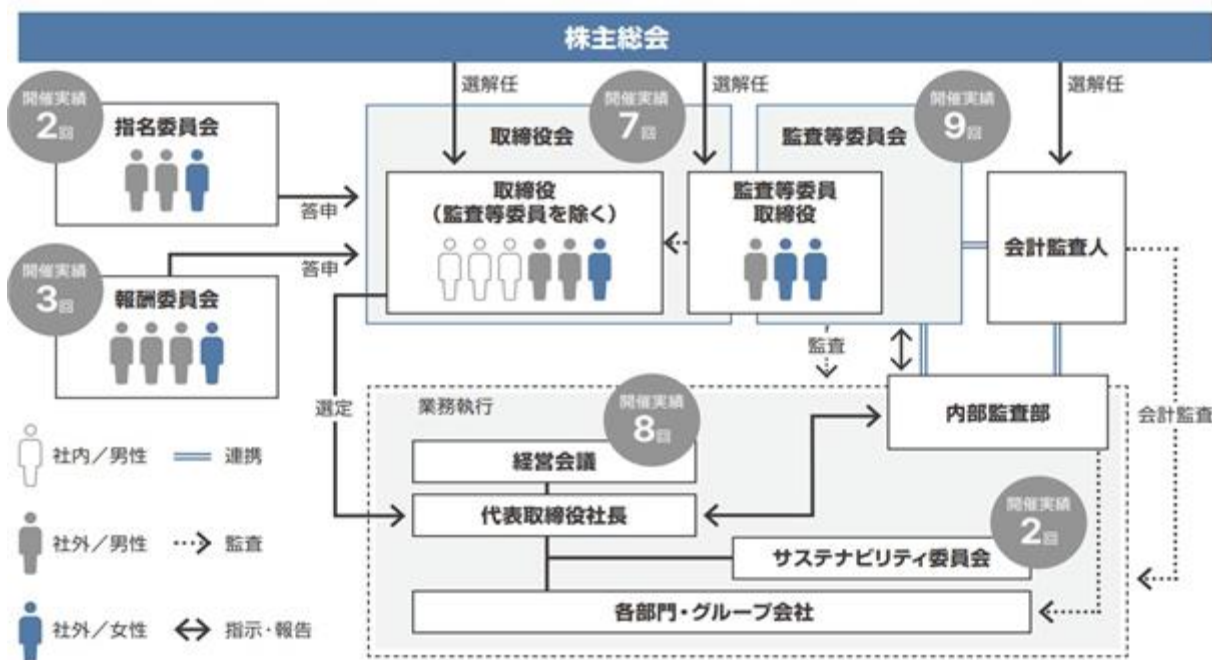 株主総会
選解任
選解任
選解任
開催実績
2回
指名委員会
答申
開催実績
3回
報酬委員会
答申
開催実績
7回
取締役会
取締役
（監査等委員を除く）
開催実績
9回
監査等委員会
監査等委員
取締役
会計監査人
監査
選定
業務執行
開催実績
8回
経営会議
代表取締役社長
内部監査部
会計監査
開催実績
2回
サステナビリティ委員会
各部門・グループ会社
社内／男性
連携
社外／男性
監査
社外／女性
指示・報告